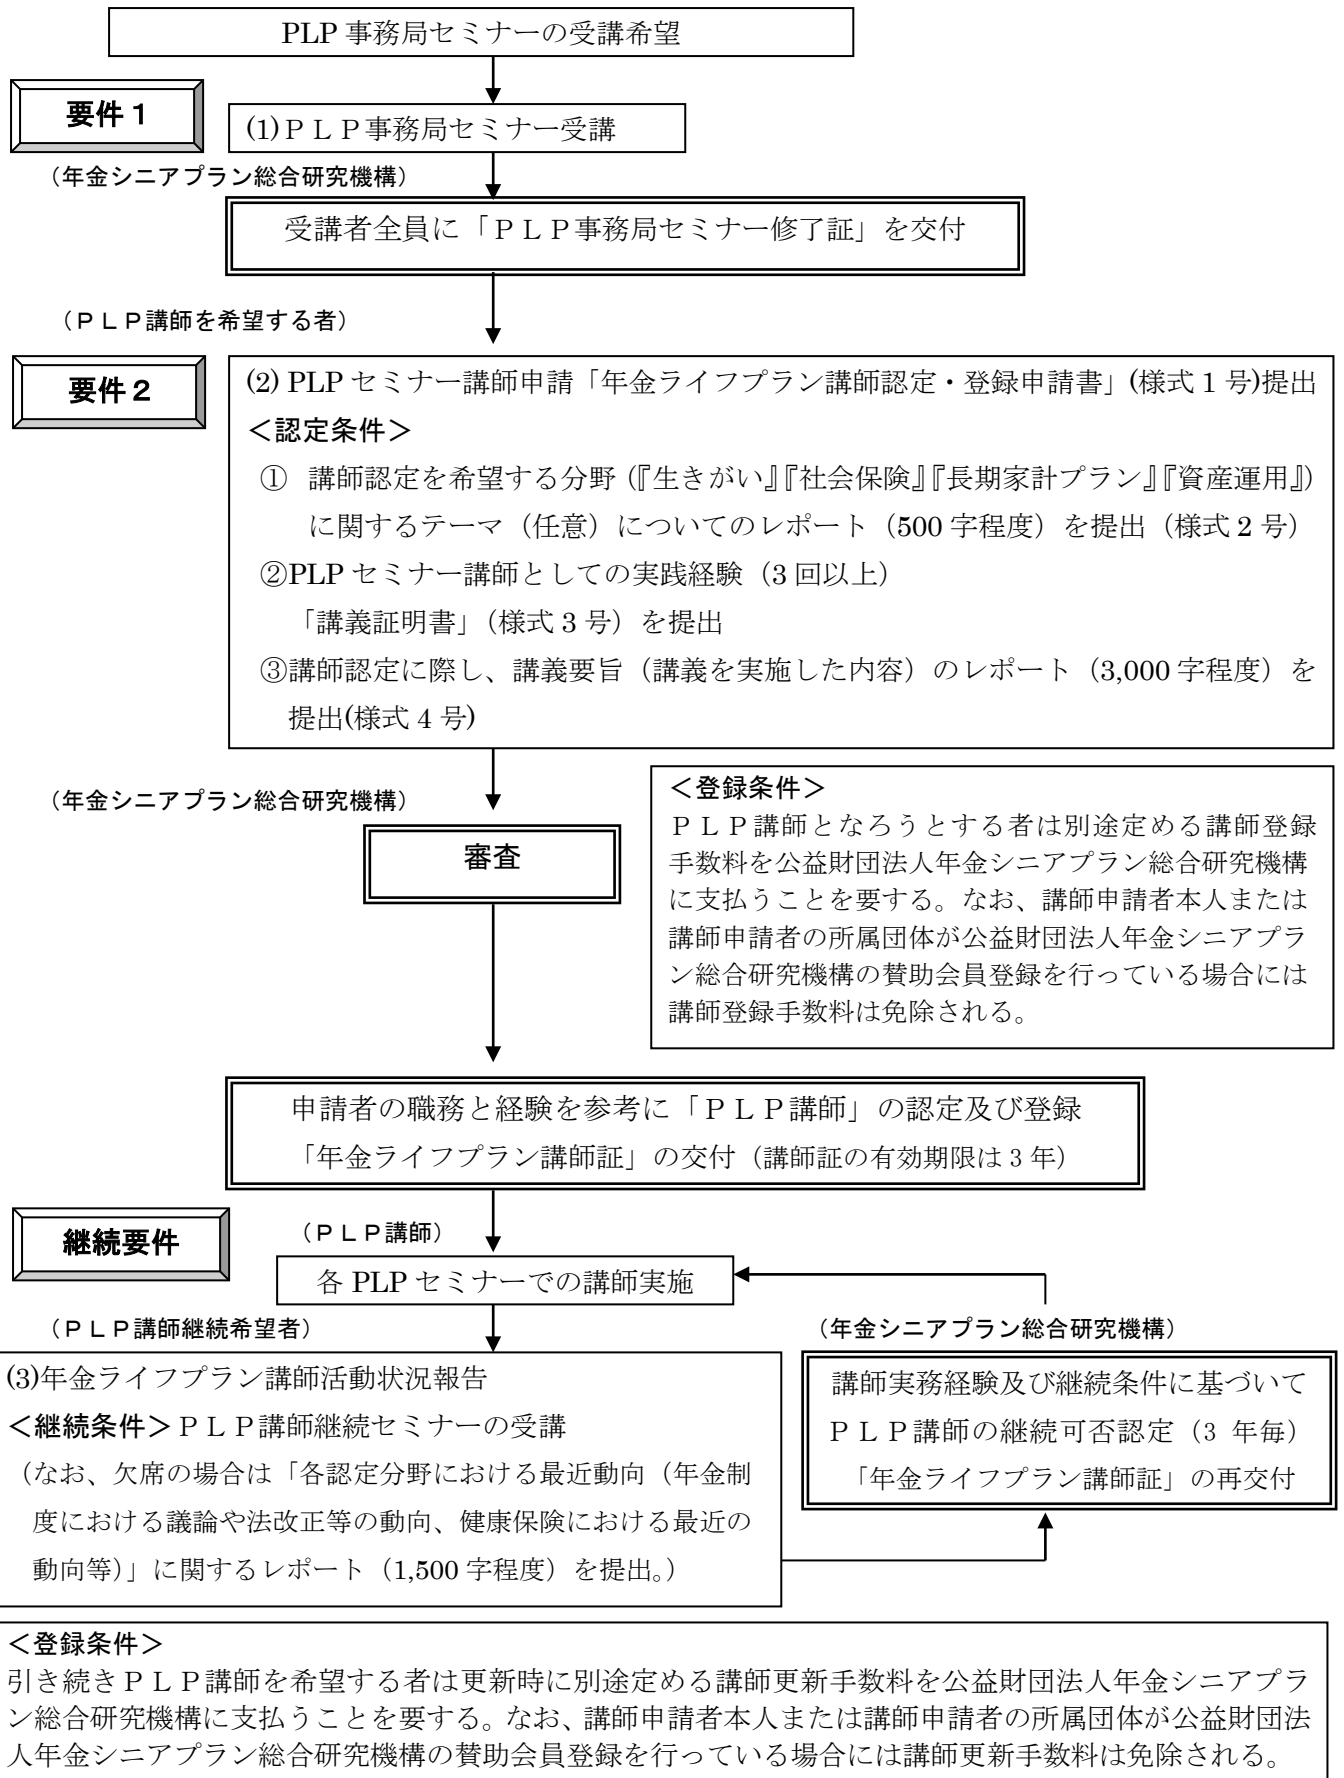 PLP 事務局セミナーの受講希望
要件１
(1)ＰＬＰ事務局セミナー受講
（年金シニアプラン総合研究機構）
受講者全員に「ＰＬＰ事務局セミナー修了証」を交付
（ＰＬＰ講師を希望する者）
要件２
(2) PLP セミナー講師申請「年金ライフプラン講師認定・登録申請書」(様式 1 号)提出
＜認定条件＞
① 講師認定を希望する分野（『生きがい』『社会保険』『長期家計プラン』『資産運用』）
に関するテーマ（任意）についてのレポート（500 字程度）を提出（様式 2 号）
②PLP セミナー講師としての実践経験（3 回以上）
「講義証明書」（様式 3 号）を提出
③講師認定に際し、講義要旨（講義を実施した内容）のレポート（3,000 字程度）を
提出(様式 4 号)
（年金シニアプラン総合研究機構）
審査
＜登録条件＞
ＰＬＰ講師となろうとする者は別途定める講師登録
手数料を公益財団法人年金シニアプラン総合研究機構
に支払うことを要する。なお、講師申請者本人または
講師申請者の所属団体が公益財団法人年金シニアプラ
ン総合研究機構の賛助会員登録を行っている場合には
講師登録手数料は免除される。
申請者の職務と経験を参考に「ＰＬＰ講師」の認定及び登録
「年金ライフプラン講師証」の交付（講師証の有効期限は 3 年）
継続要件
（ＰＬＰ講師）
各 PLP セミナーでの講師実施
（ＰＬＰ講師継続希望者）
(3)年金ライフプラン講師活動状況報告
＜継続条件＞ＰＬＰ講師継続セミナーの受講
（なお、欠席の場合は「各認定分野における最近動向（年金制
度における議論や法改正等の動向、健康保険における最近の
動向等）」に関するレポート（1,500 字程度）を提出。）
（年金シニアプラン総合研究機構）
講師実務経験及び継続条件に基づいて
ＰＬＰ講師の継続可否認定（3 年毎）
「年金ライフプラン講師証」の再交付
＜登録条件＞
引き続きＰＬＰ講師を希望する者は更新時に別途定める講師更新手数料を公益財団法人年金シニアプラ
ン総合研究機構に支払うことを要する。なお、講師申請者本人または講師申請者の所属団体が公益財団法
人年金シニアプラン総合研究機構の賛助会員登録を行っている場合には講師更新手数料は免除される。